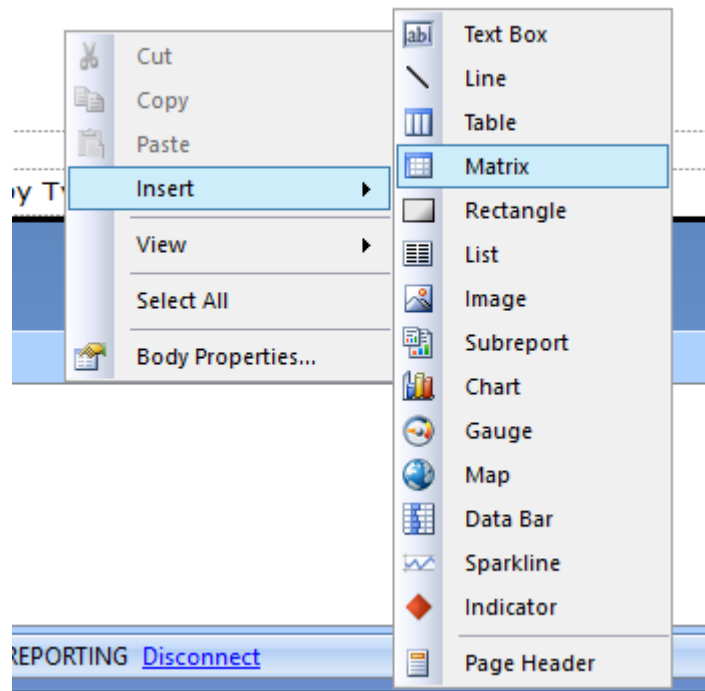 Cut
Copy
Paste
Insert
View
Select All
Body Properties...
Text Box
Line
Table
Matrix
Rectangle
List
Image
Subreport
Chart
Gauge
Map
Data Bar
Sparkline
Indicator
Page Header
by
REPORTING Disconnect